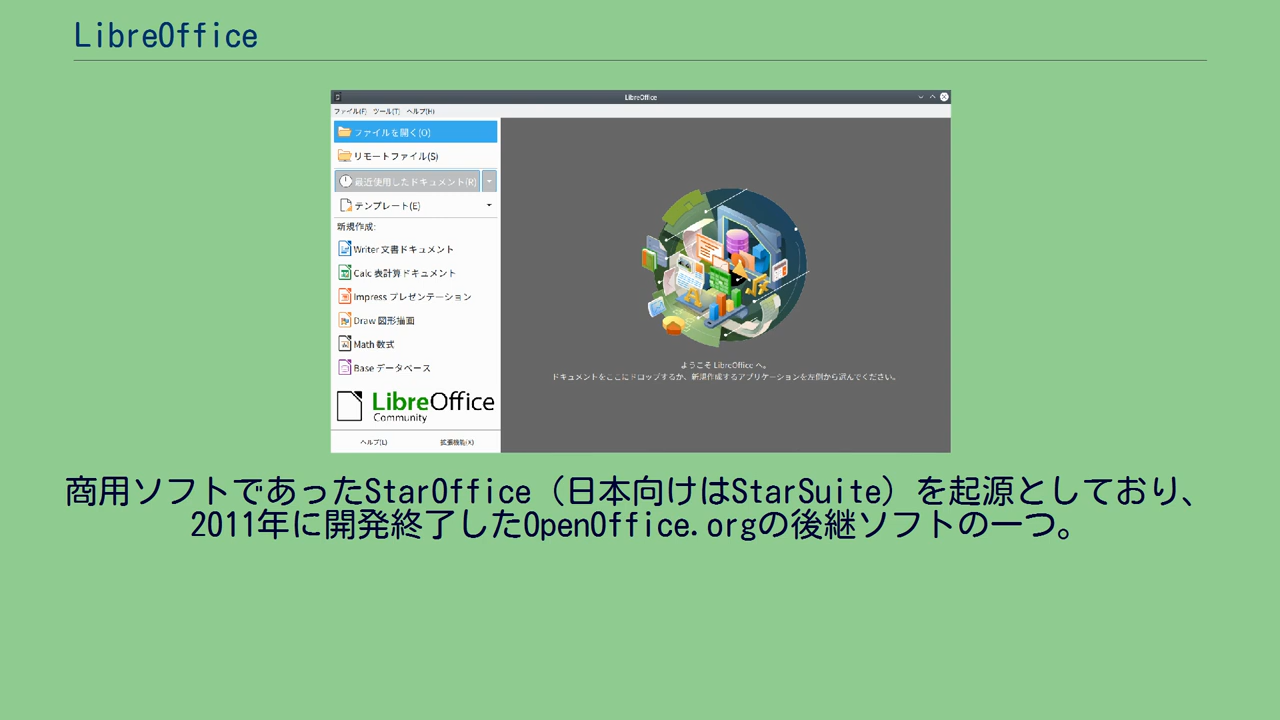 LibreOffice
LibreOffice
ファイル(F) ツール(T) ヘルプ(H)
ファイルを開く(O)
リモートファイル(S)
最近使用したドキュメント(R)
テンプレート(E)
新規作成:
Writer 文書ドキュメント
Calc 表計算ドキュメント
Impress プレゼンテーション
Draw 図形描画
Math 数式
Base データベース
LibreOffice
Community
ヘルプ(L) 拡張機能(X)
ようこそ LibreOffice へ。
ドキュメントをここにドロップするか、新規作成するアプリケーションを左側から選んでください。
商用ソフトであったStarOffice（日本向けはStarSuite）を起源としており、
2011年に開発終了したOpenOffice.orgの後継ソフトの一つ。